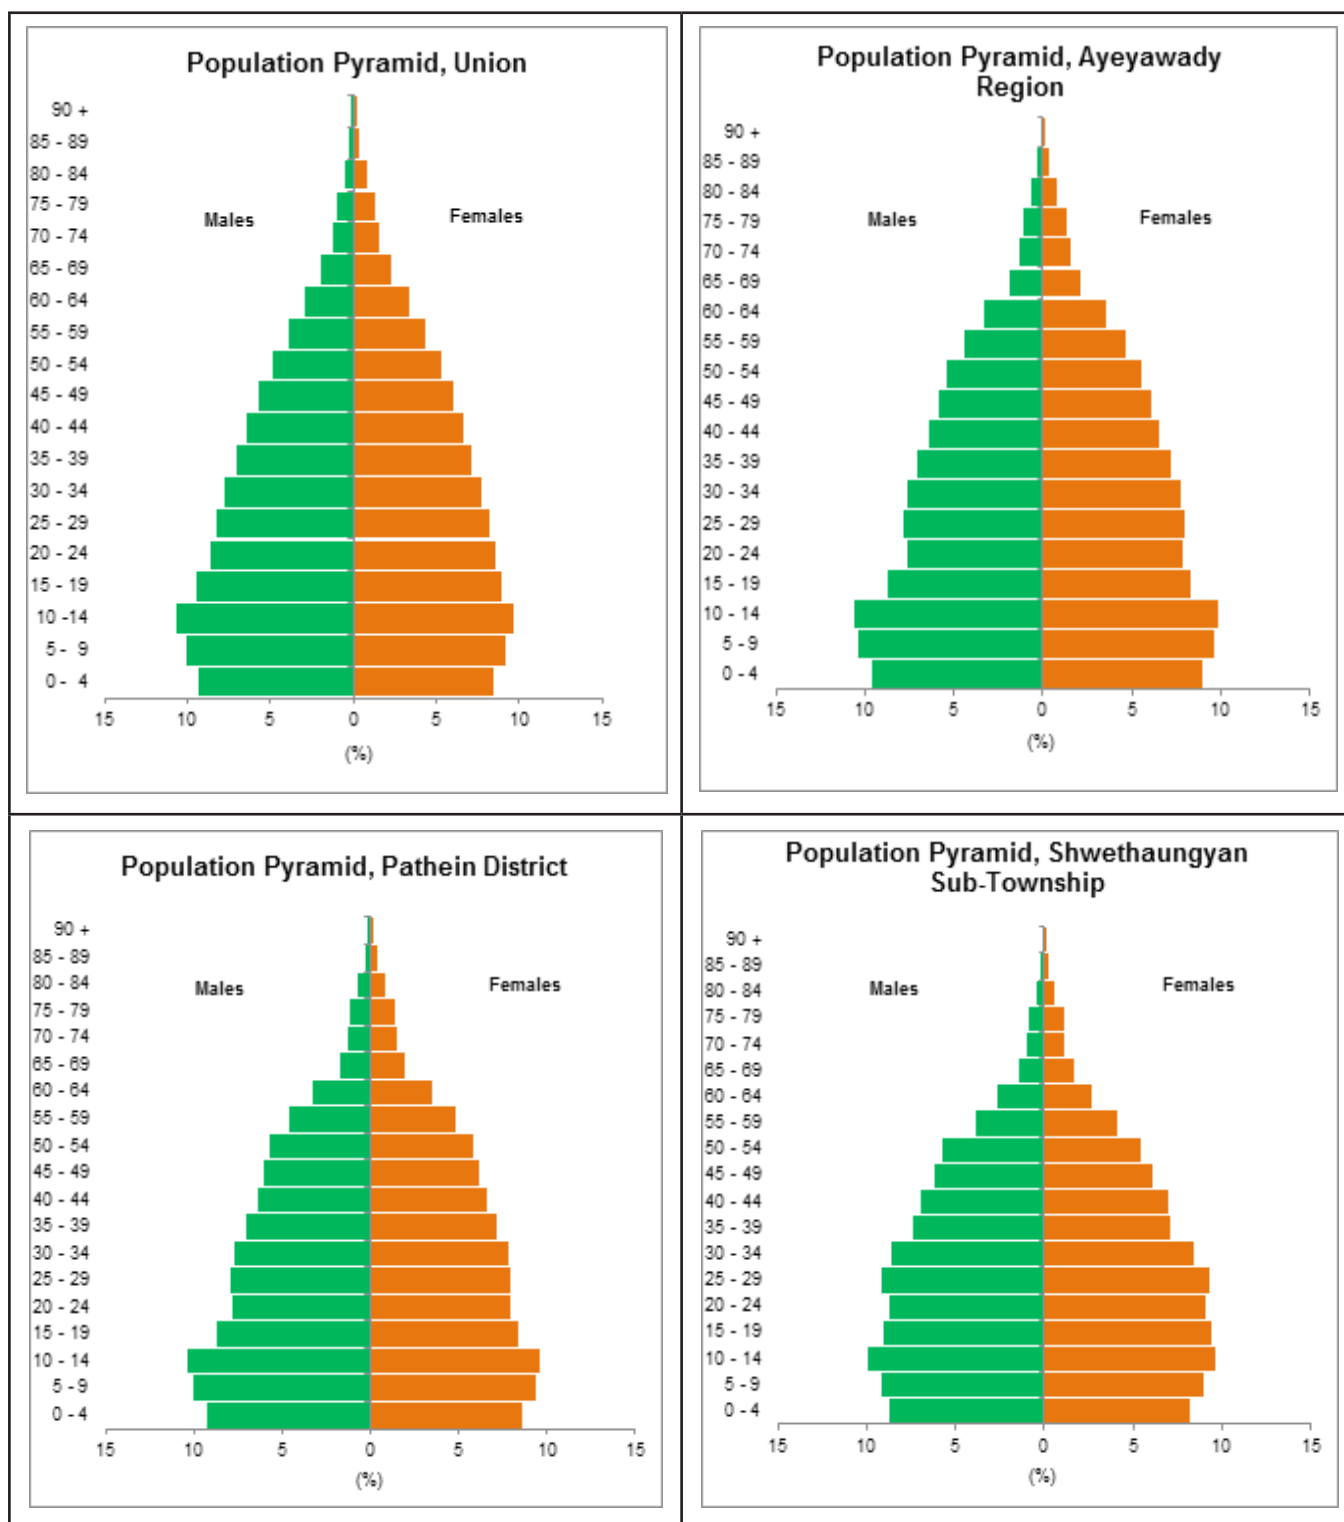 Population Pyramid, Union
90 +
85 - 89
80 - 84
75 - 79
70 - 74
65 - 69
60 - 64
55 - 59
50 - 54
45 - 49
40 - 44
35 - 39
30 - 34
25 - 29
20 - 24
15 - 19
10 -14
5 - 9
0 - 4
Males
Females
15 10 5 0 5 10 15
(%)
Population Pyramid, Ayeyawady
Region
90 +
85 - 89
80 - 84
75 - 79
70 - 74
65 - 69
60 - 64
55 - 59
50 - 54
45 - 49
40 - 44
35 - 39
30 - 34
25 - 29
20 - 24
15 - 19
10 - 14
5 - 9
0 - 4
Males
Females
15 10 5 0 5 10 15
(%)
Population Pyramid, Pathein District
90 +
85 - 89
80 - 84
75 - 79
70 - 74
65 - 69
60 - 64
55 - 59
50 - 54
45 - 49
40 - 44
35 - 39
30 - 34
25 - 29
20 - 24
15 - 19
10 - 14
5 - 9
0 - 4
Males
Females
15 10 5 0 5 10 15
(%)
Population Pyramid, Shwethaungyan
Sub-Township
90 +
85 - 89
80 - 84
75 - 79
70 - 74
65 - 69
60 - 64
55 - 59
50 - 54
45 - 49
40 - 44
35 - 39
30 - 34
25 - 29
20 - 24
15 - 19
10 - 14
5 - 9
0 - 4
Males
Females
15 10 5 0 5 10 15
(%)